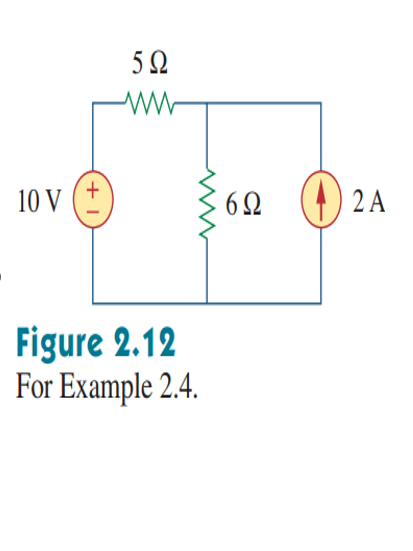 5 Ω
10 V
+
−
6 Ω
2 A
Figure 2.12
For Example 2.4.